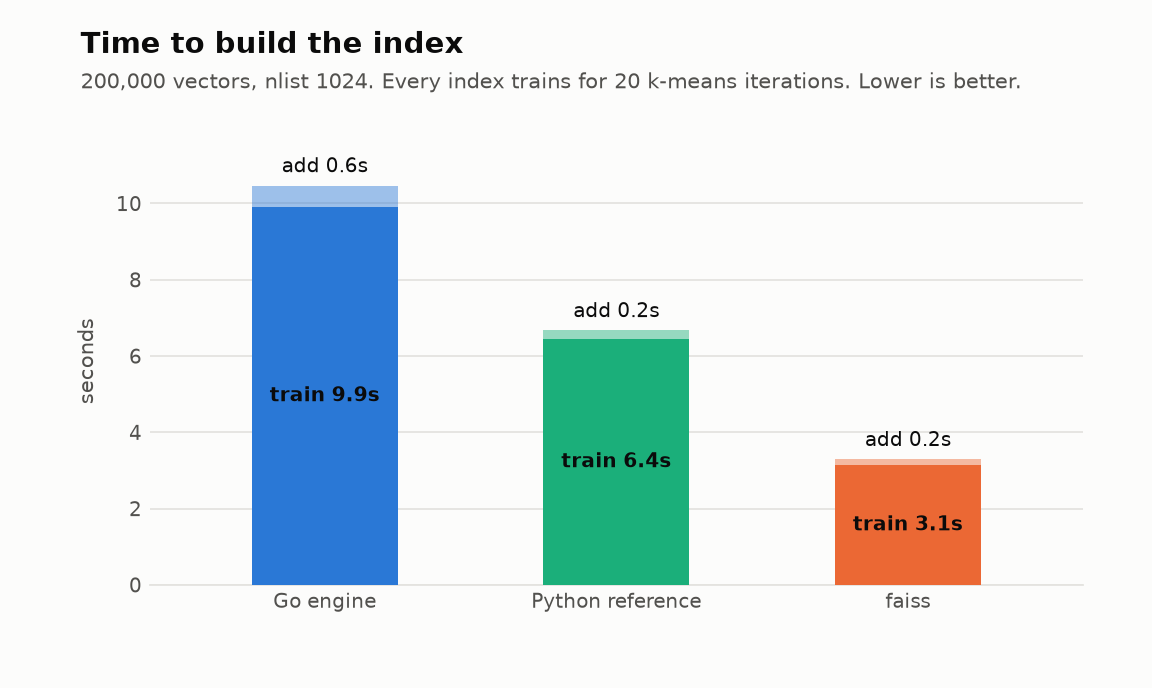 Time to build the index
200,000 vectors, nlist 1024. Every index trains for 20 k-means iterations. Lower is better.
add 0.6s
10
8
add 0.2s
6
seconds
train 9.9s
4
add 0.2s
train 6.4s
2
train 3.1s
0
Go engine
Python reference
faiss